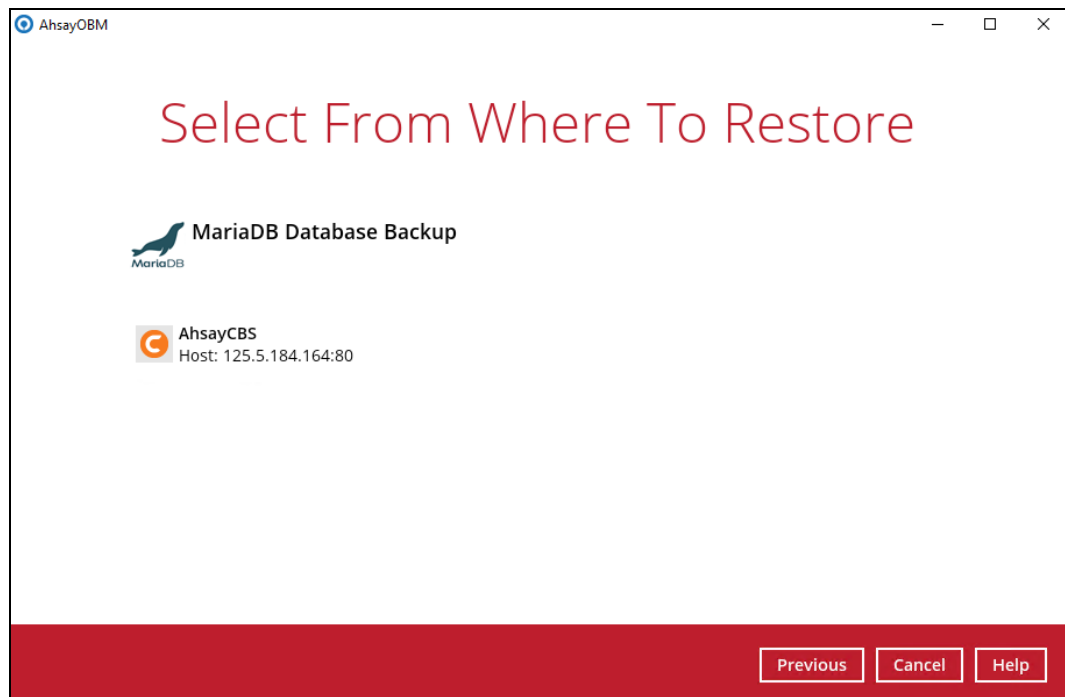 AhsayOBM
Select From Where To Restore
MariaDB Database Backup
MariaDB
AhsayCBS
Host: 125.5.184.164:80
Previous Cancel Help